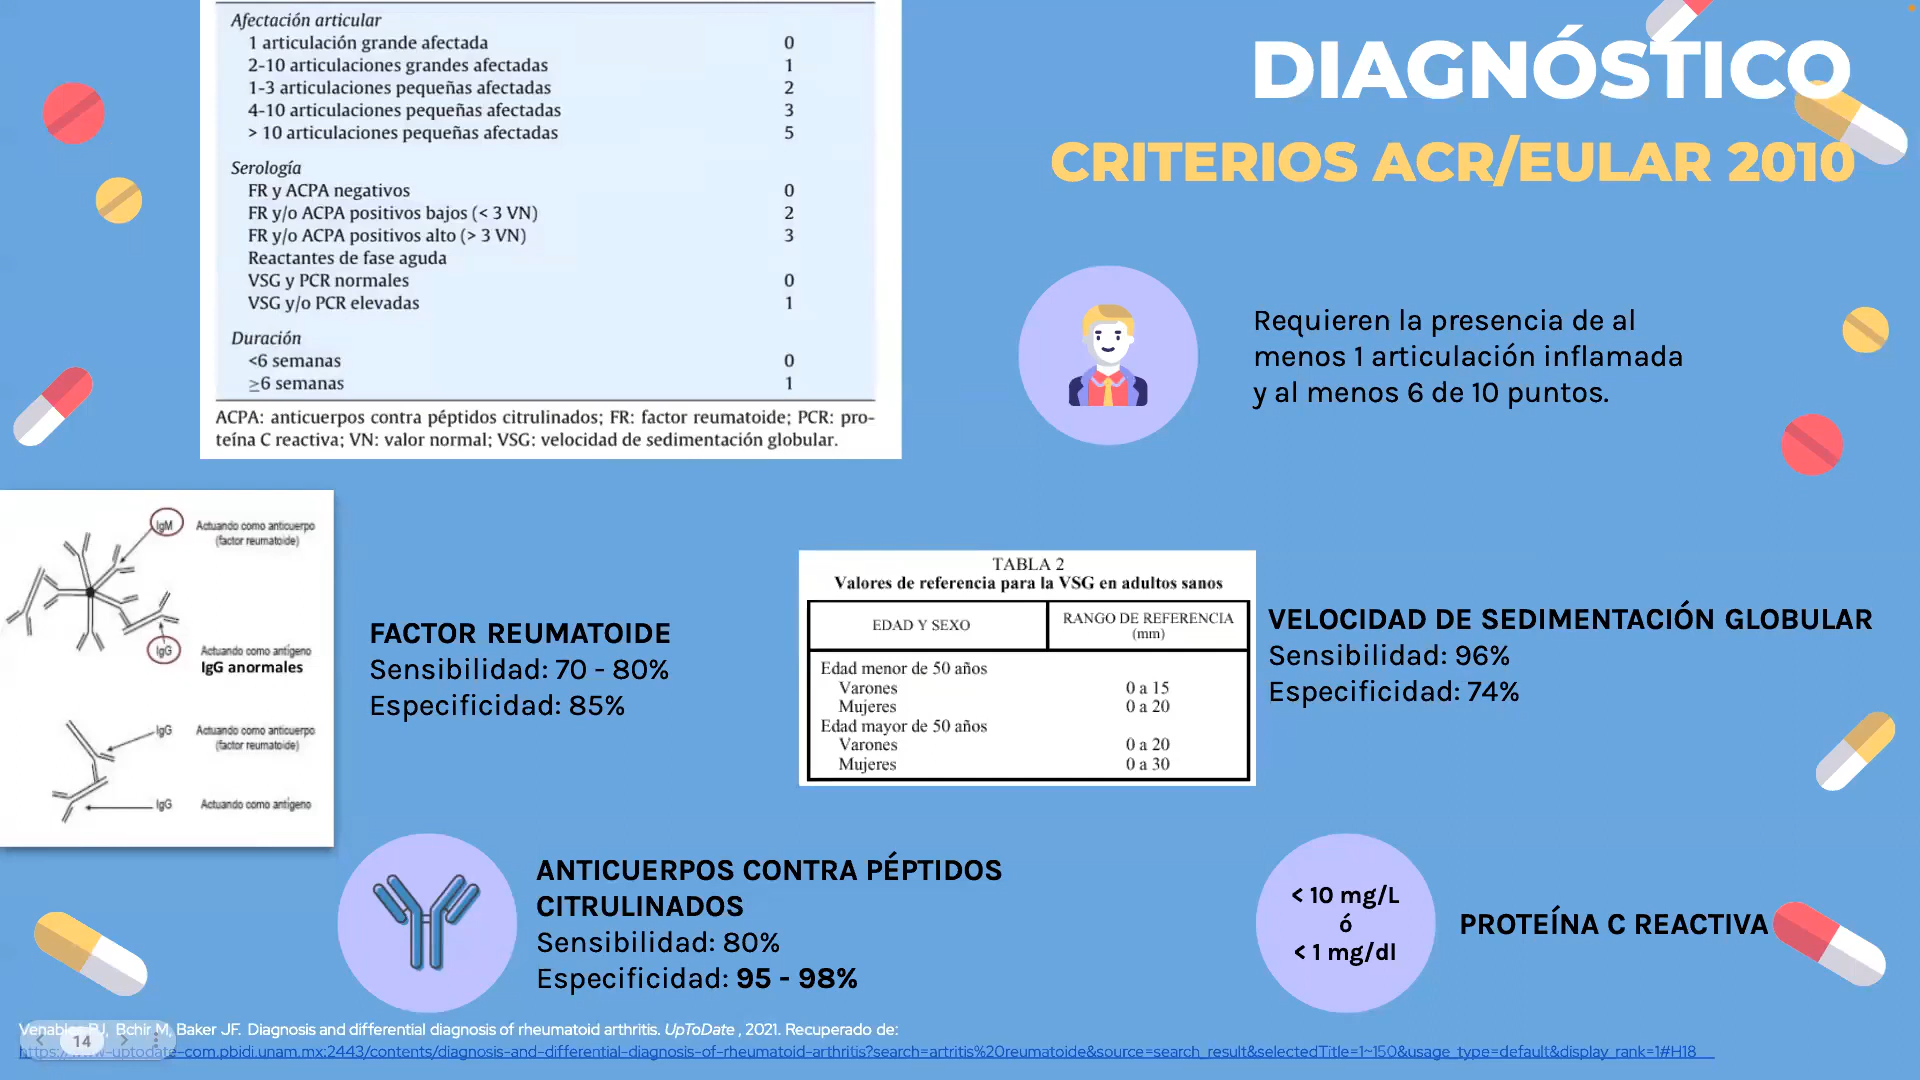 DIAGNÓSTICO
CRITERIOS ACR/EULAR 2010
Afectación articular
1 articulación grande afectada 0
2-10 articulaciones grandes afectadas 1
1-3 articulaciones pequeñas afectadas 2
4-10 articulaciones pequeñas afectadas 3
> 10 articulaciones pequeñas afectadas 5
Serología
FR y ACPA negativos 0
FR y/o ACPA positivos bajos (< 3 VN) 2
FR y/o ACPA positivos alto (> 3 VN) 3
Reactantes de fase aguda
VSG y PCR normales 0
VSG y/o PCR elevadas 1
Duración
<6 semanas 0
≥6 semanas 1
ACPA: anticuerpos contra péptidos citrulinados; FR: factor reumatoide; PCR: pro-
teína C reactiva; VN: valor normal; VSG: velocidad de sedimentación globular.
Requieren la presencia de al
menos 1 articulación inflamada
y al menos 6 de 10 puntos.
IgM Actuando como anticuerpo
(factor reumatoide)
IgG Actuando como antígeno
IgG anormales
IgG Actuando como anticuerpo
(factor reumatoide)
IgG Actuando como antígeno
FACTOR REUMATOIDE
Sensibilidad: 70 - 80%
Especificidad: 85%
TABLA 2
Valores de referencia para la VSG en adultos sanos
EDAD Y SEXO RANGO DE REFERENCIA
(mm)
Edad menor de 50 años
Varones 0 a 15
Mujeres 0 a 20
Edad mayor de 50 años
Varones 0 a 20
Mujeres 0 a 30
VELOCIDAD DE SEDIMENTACIÓN GLOBULAR
Sensibilidad: 96%
Especificidad: 74%
ANTICUERPOS CONTRA PÉPTIDOS
CITRULINADOS
Sensibilidad: 80%
Especificidad: 95 - 98%
< 10 mg/L
ó
< 1 mg/dl
PROTEÍNA C REACTIVA
Venables PJ, Bchir M, Baker JF. Diagnosis and differential diagnosis of rheumatoid arthritis. UpToDate , 2021. Recuperado de:
https://www-uptodate-com.pbidi.unam.mx:2443/contents/diagnosis-and-differential-diagnosis-of-rheumatoid-arthritis?search=artritis%20reumatoide&source=search_result&selectedTitle=1~150&usage_type=default&display_rank=1#H18
14